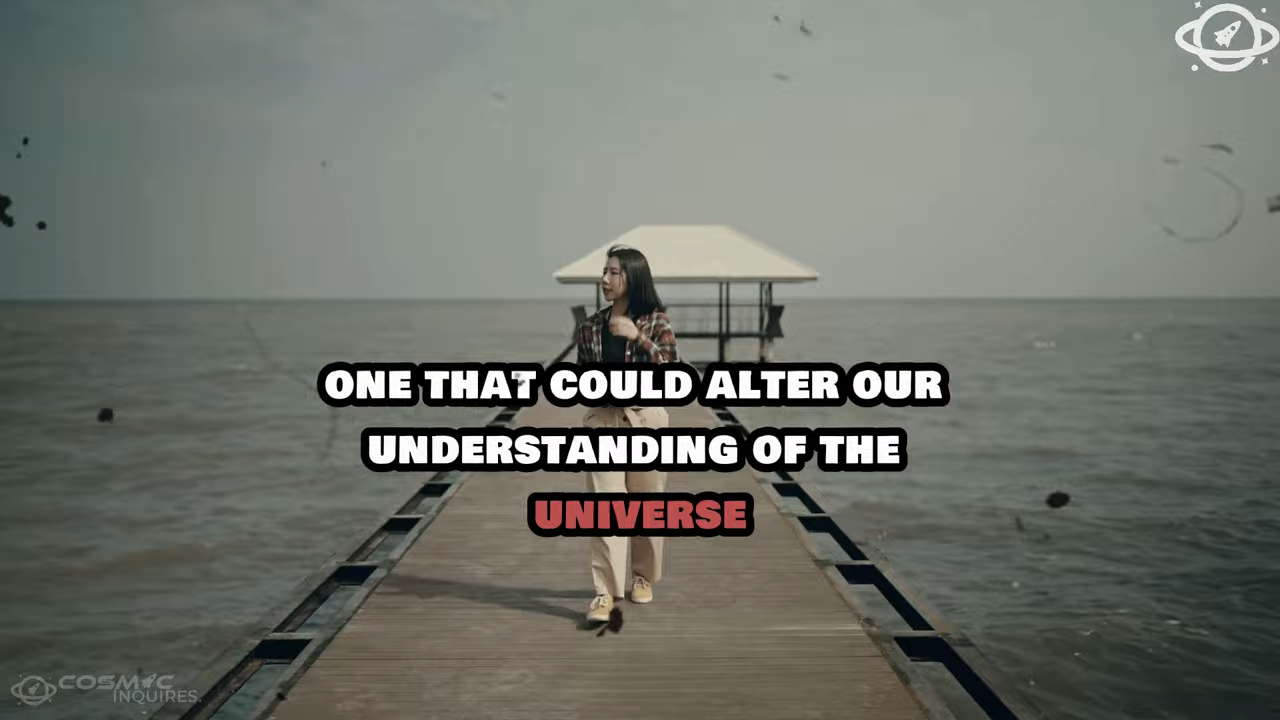 ONE THAT COULD ALTER OUR
UNDERSTANDING OF THE
UNIVERSE
COSMIC
INQUIRES